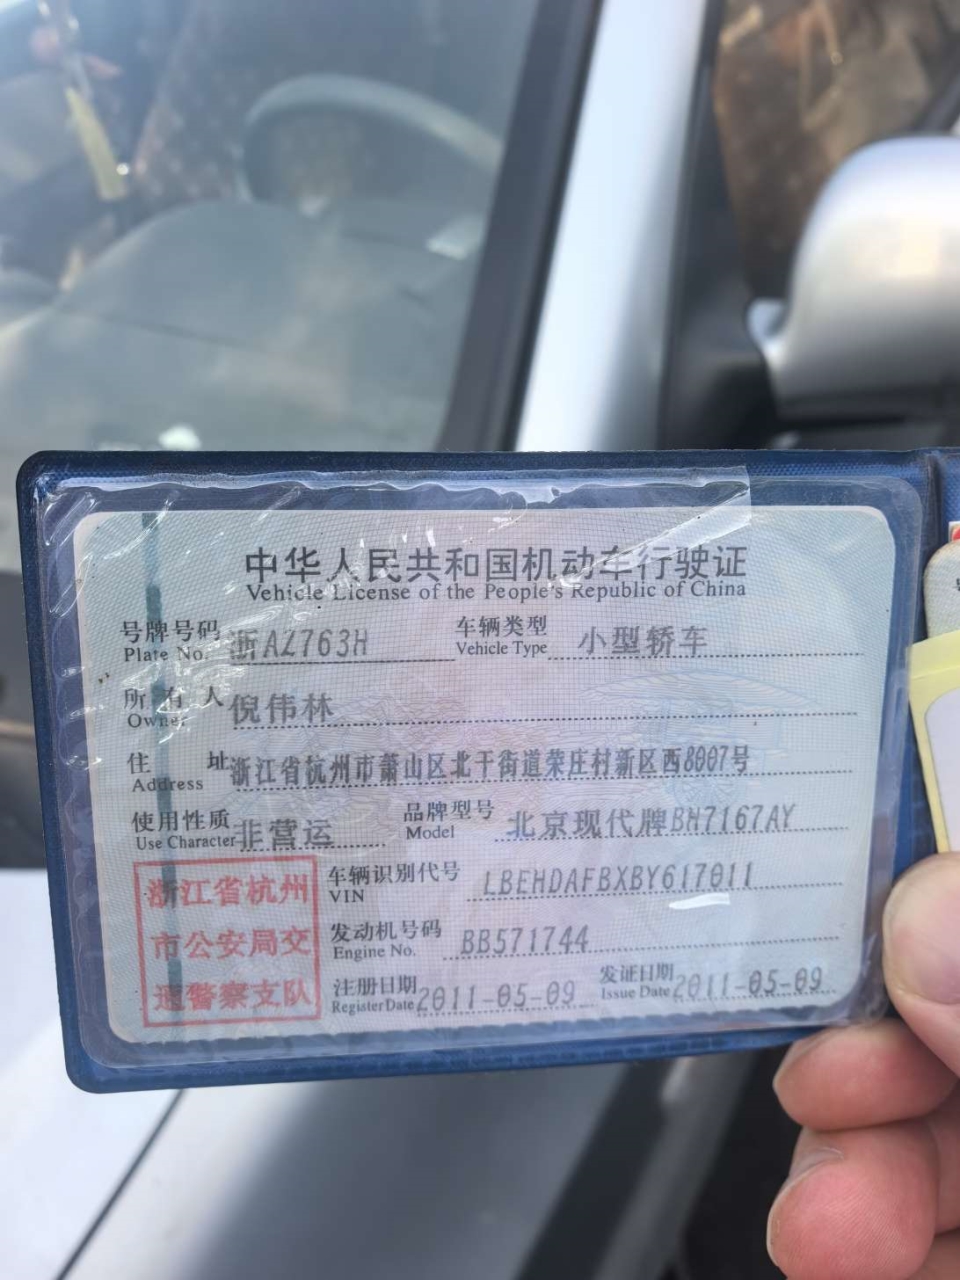 中华人民共和国机动车行驶证
Vehicle License of the People's Republic of China
号牌号码 浙AZ763H 车辆类型 小型轿车
Plate No. Vehicle Type
所有人 倪伟林
Owner
住址 浙江省杭州市萧山区北干街道荣庄村新区西8007号
Address
使用性质 非营运 品牌型号 北京现代牌BH7167AY
Use Character Model
浙江省杭州
市公安局交
通警察支队
车辆识别代号 LBEHDAFBXBY617011
VIN
发动机号码 BB571744
Engine No.
注册日期 2011-05-09 发证日期 2011-05-09
Register Date Issue Date